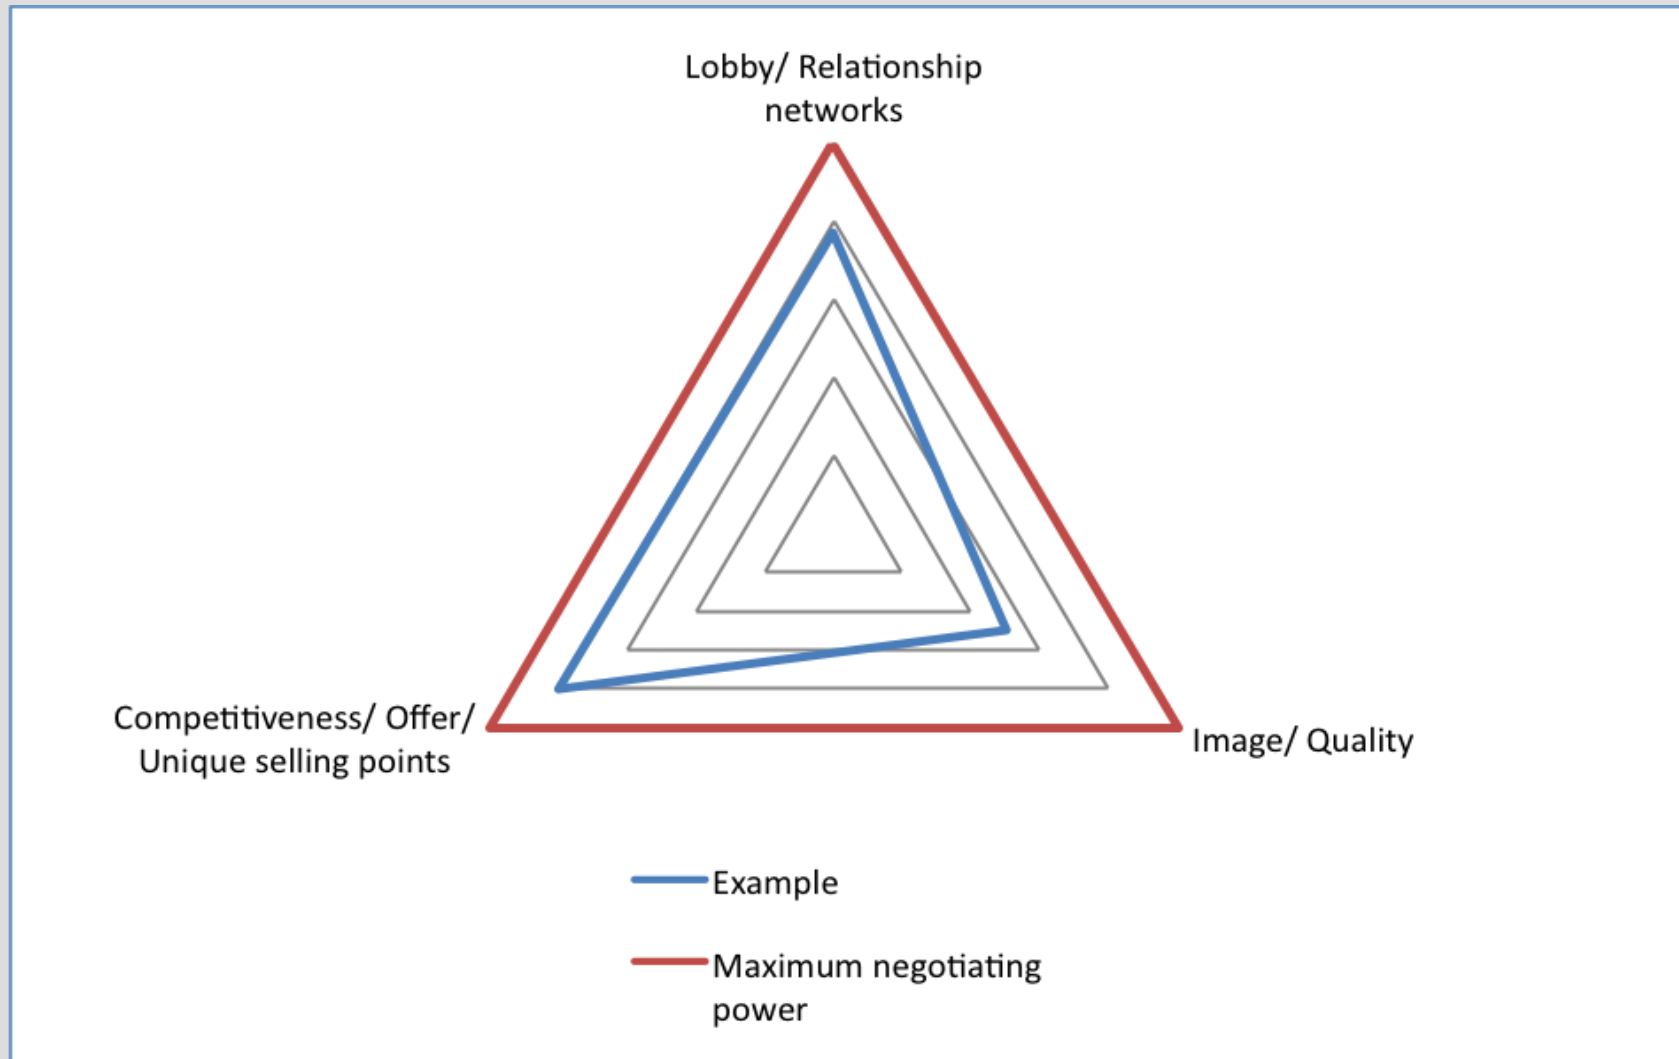 Lobby/ Relationship
networks
Competitiveness/ Offer/
Unique selling points
Image/ Quality
Example
Maximum negotiating
power